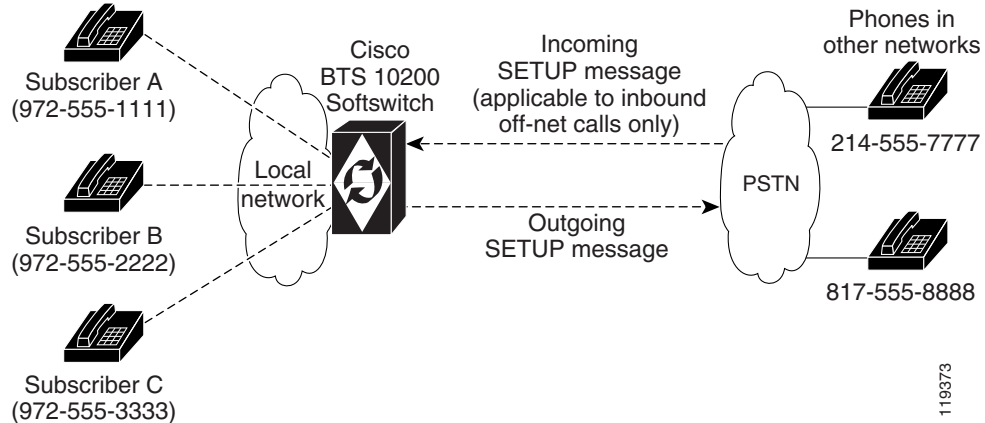 Subscriber A
(972-555-1111)
Subscriber B
(972-555-2222)
Subscriber C
(972-555-3333)
Local
network
Cisco
BTS 10200
Softswitch
Incoming
SETUP message
(applicable to inbound
off-net calls only)
Outgoing
SETUP message
PSTN
Phones in
other networks
214-555-7777
817-555-8888
119373